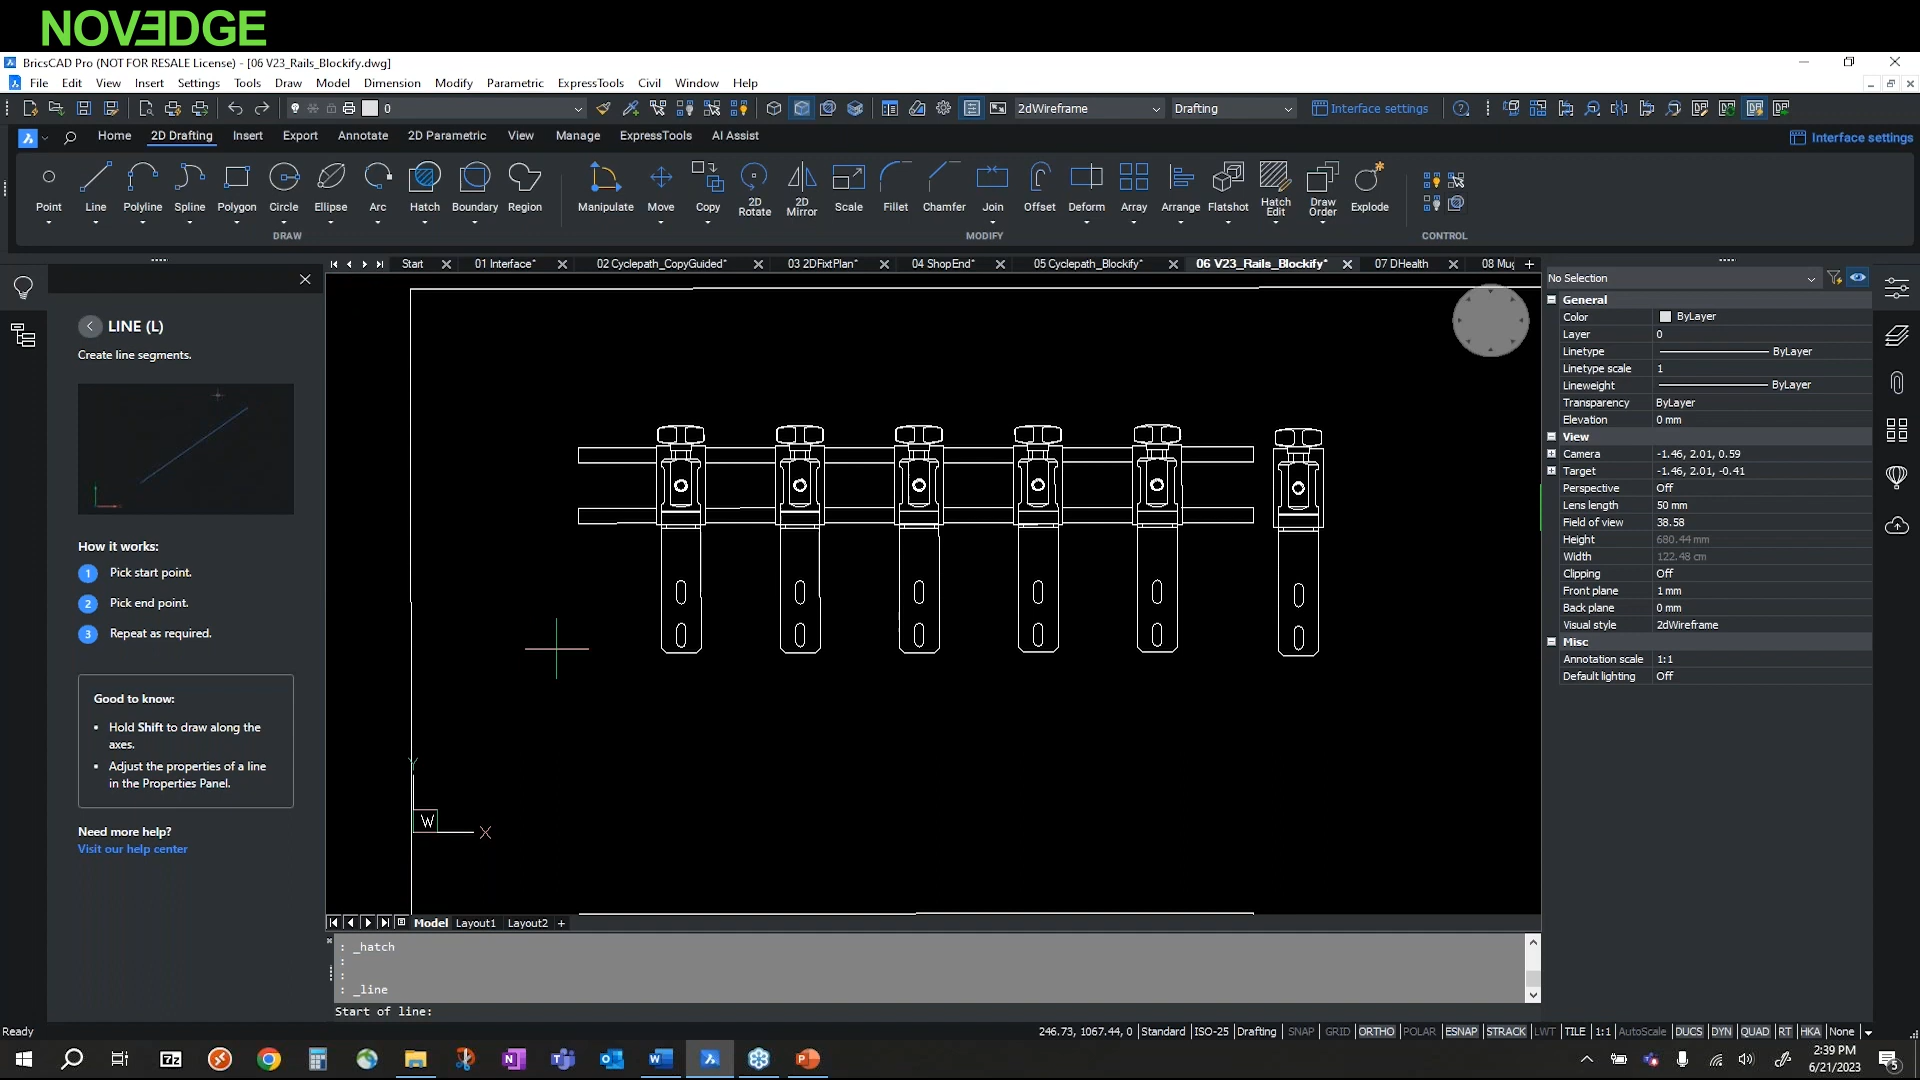 NOVEDGE
BricsCAD Pro (NOT FOR RESALE License) - [06 V23_Rails_Blockify.dwg]
File Edit View Insert Settings Tools Draw Model Dimension Modify Parametric ExpressTools Civil Window Help
0 2dWireframe Drafting Interface settings
Home 2D Drafting Insert Export Annotate 2D Parametric View Manage ExpressTools AI Assist Interface settings
Point Line Polyline Spline Polygon Circle Ellipse Arc Hatch Boundary Region Manipulate Move Copy 2D Rotate 2D Mirror Scale Fillet Chamfer Join Offset Deform Array Arrange Flatshot Hatch Edit Draw Order Explode
DRAW MODIFY CONTROL
Start 01 Interface* 02 Cyclepath_CopyGuided* 03 2DFixtPlan* 04 ShopEnd* 05 Cyclepath_Blockify* 06 V23_Rails_Blockify* 07 DHealth 08 Mu
LINE (L)
Create line segments.
How it works:
1 Pick start point.
2 Pick end point.
3 Repeat as required.
Good to know:
• Hold Shift to draw along the
axes.
• Adjust the properties of a line
in the Properties Panel.
Need more help?
Visit our help center
Y
W X
No Selection
General
Color ByLayer
Layer 0
Linetype ByLayer
Linetype scale 1
Lineweight ByLayer
Transparency ByLayer
Elevation 0 mm
View
Camera -1.46, 2.01, 0.59
Target -1.46, 2.01, -0.41
Perspective Off
Lens length 50 mm
Field of view 38.58
Height 680.44 mm
Width 122.48 cm
Clipping Off
Front plane 1 mm
Back plane 0 mm
Visual style 2dWireframe
Misc
Annotation scale 1:1
Default lighting Off
Model Layout1 Layout2 +
: _hatch
:
:
: _line
Start of line:
Ready 246.73, 1067.44, 0 Standard ISO-25 Drafting SNAP GRID ORTHO POLAR ESNAP STRACK LWT TILE 1:1 AutoScale DUCS DYN QUAD RT HKA None
2:39 PM
6/21/2023
5